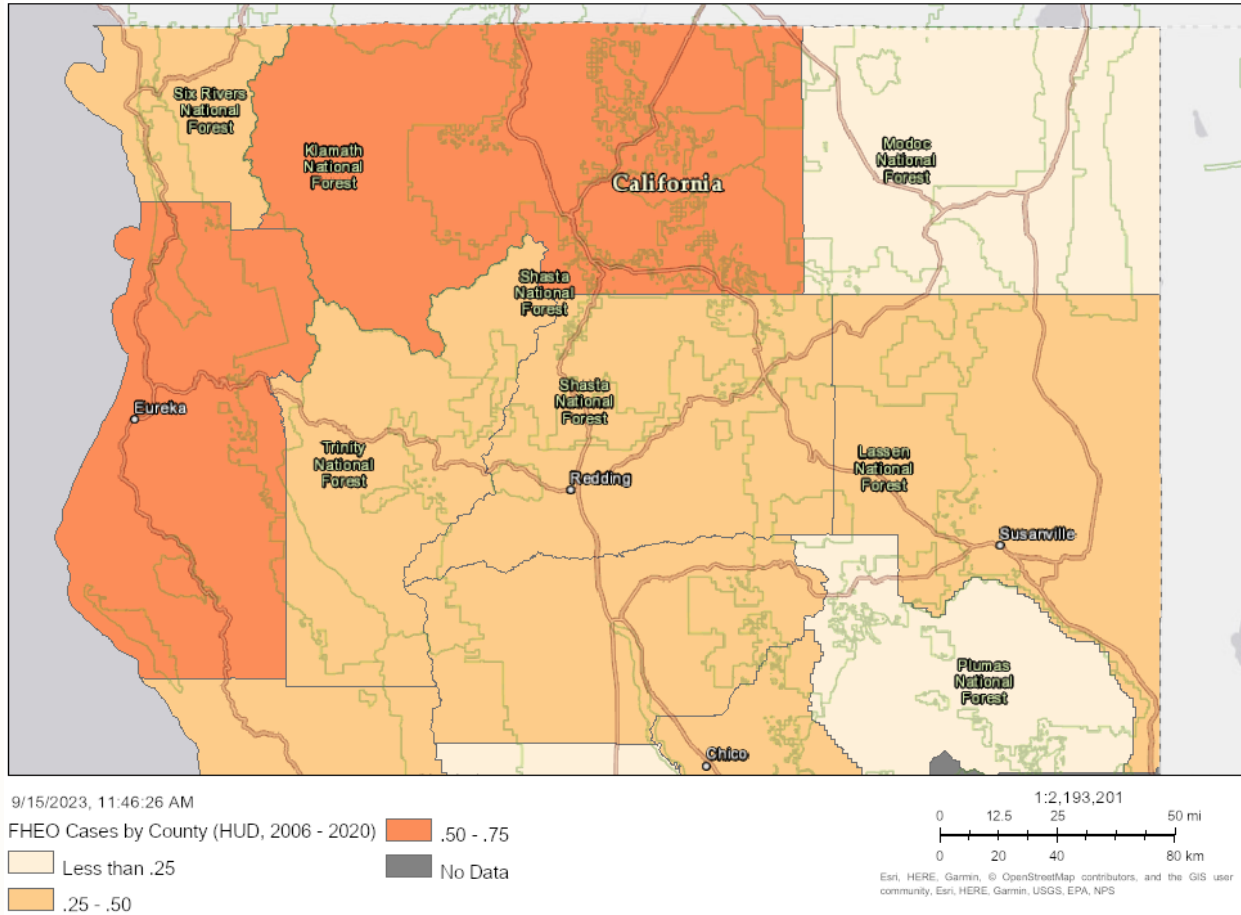 Six Rivers
National
Forest
Klamath
National
Forest
California
Modoc
National
Forest
Shasta
National
Forest
Shasta
National
Forest
Eureka
Trinity
National
Forest
Redding
Lassen
National
Forest
Susanville
Plumas
National
Forest
Chico
9/15/2023, 11:46:26 AM
FHEO Cases by County (HUD, 2006 - 2020)
Less than .25
.25 - .50
.50 - .75
No Data
1:2,193,201
0 12.5 25 50 mi
0 20 40 80 km
Esri, HERE, Garmin, © OpenStreetMap contributors, and the GIS user
community, Esri, HERE, Garmin, USGS, EPA, NPS